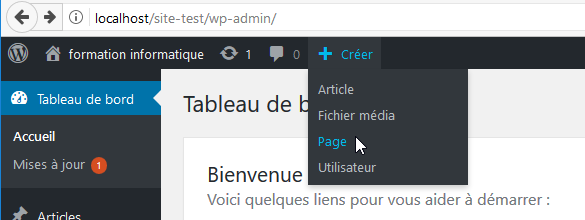 localhost/site-test/wp-admin/
formation informatique 1 0 Créer
Tableau de bord
Accueil
Mises à jour 1
Articles
Article
Fichier média
Page
Utilisateur
Tableau de b
Bienvenue
Voici quelques liens pour vous aider à démarrer :